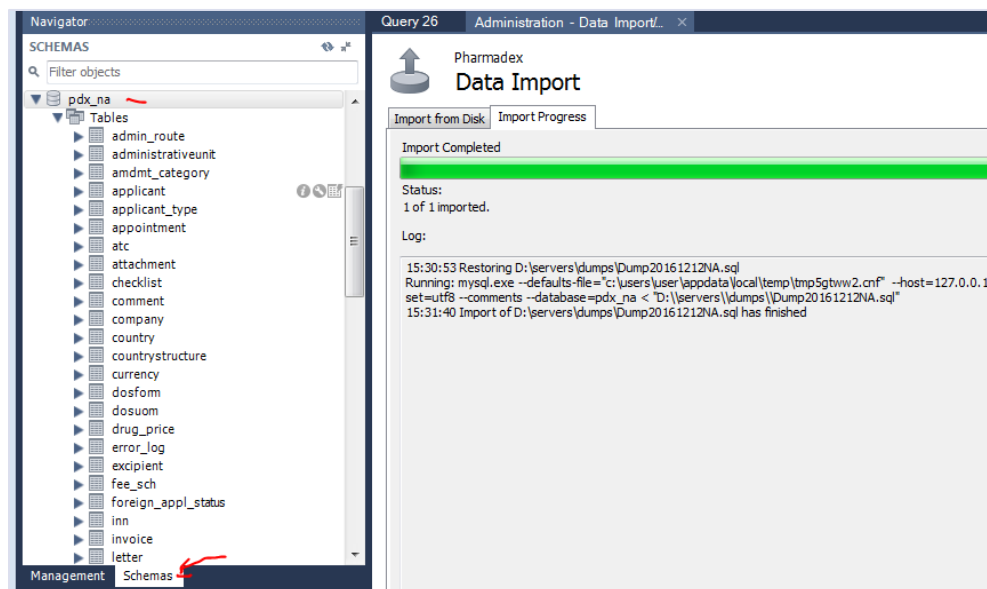 Navigator
SCHEMAS
Filter objects
pdx_na
Tables
admin_route
administrativeunit
amdmt_category
applicant
applicant_type
appointment
atc
attachment
checklist
comment
company
country
countrystructure
currency
dosform
dosuom
drug_price
error_log
excipient
fee_sch
foreign_appl_status
inn
invoice
letter
Management Schemas
Query 26 Administration - Data Import/...
Pharmadex
Data Import
Import from Disk Import Progress
Import Completed
Status:
1 of 1 imported.
Log:
15:30:53 Restoring D:\servers\dumps\Dump20161212NA.sql
Running: mysql.exe --defaults-file="c:\users\user\appdata\local\temp\tmp5gtww2.cnf" --host=127.0.0.1
set=utf8 --comments --database=pdx_na < "D:\\servers\\dumps\\Dump20161212NA.sql"
15:31:40 Import of D:\servers\dumps\Dump20161212NA.sql has finished